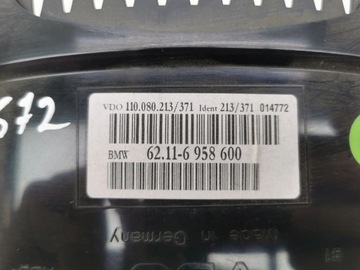 VDO 110.080.213/371 Ident 213/371 014772
BMW 62.11-6 958 600
572
Made in Germany